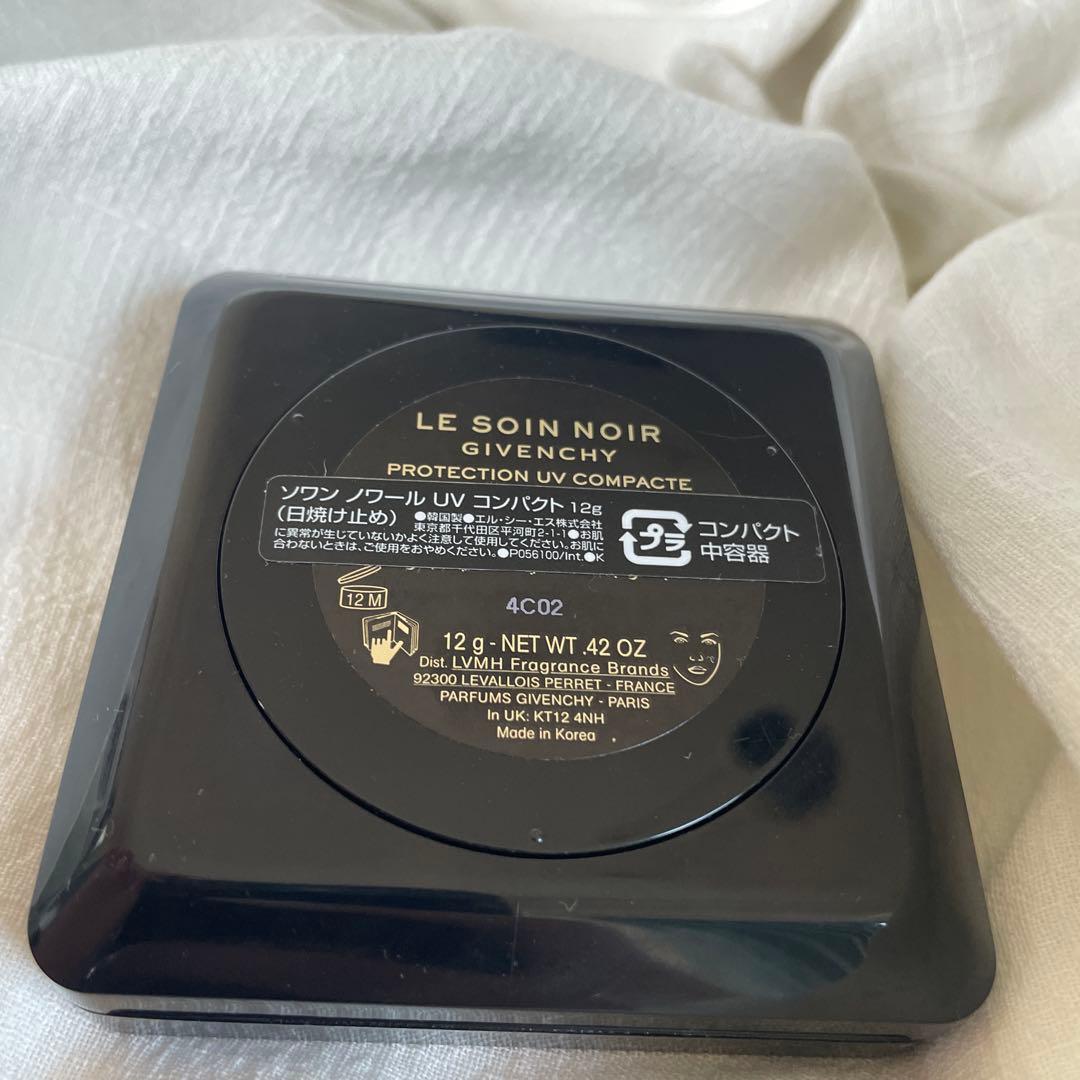 LE SOIN NOIR
GIVENCHY
PROTECTION UV COMPACTE
ソワン ノワール UV コンパクト 12g
(日焼け止め) ●韓国製●エル・シー・エス株式会社
東京都千代田区平河町2-1-1●お肌
に異常が生じていないかよく注意して使用してください。お肌に
合わないときは、ご使用をおやめください。●P056100/Int.●K
プラ
コンパクト
中容器
12 M
4C02
12 g - NET WT .42 OZ
Dist. LVMH Fragrance Brands
92300 LEVALLOIS PERRET - FRANCE
PARFUMS GIVENCHY - PARIS
In UK: KT12 4NH
Made in Korea